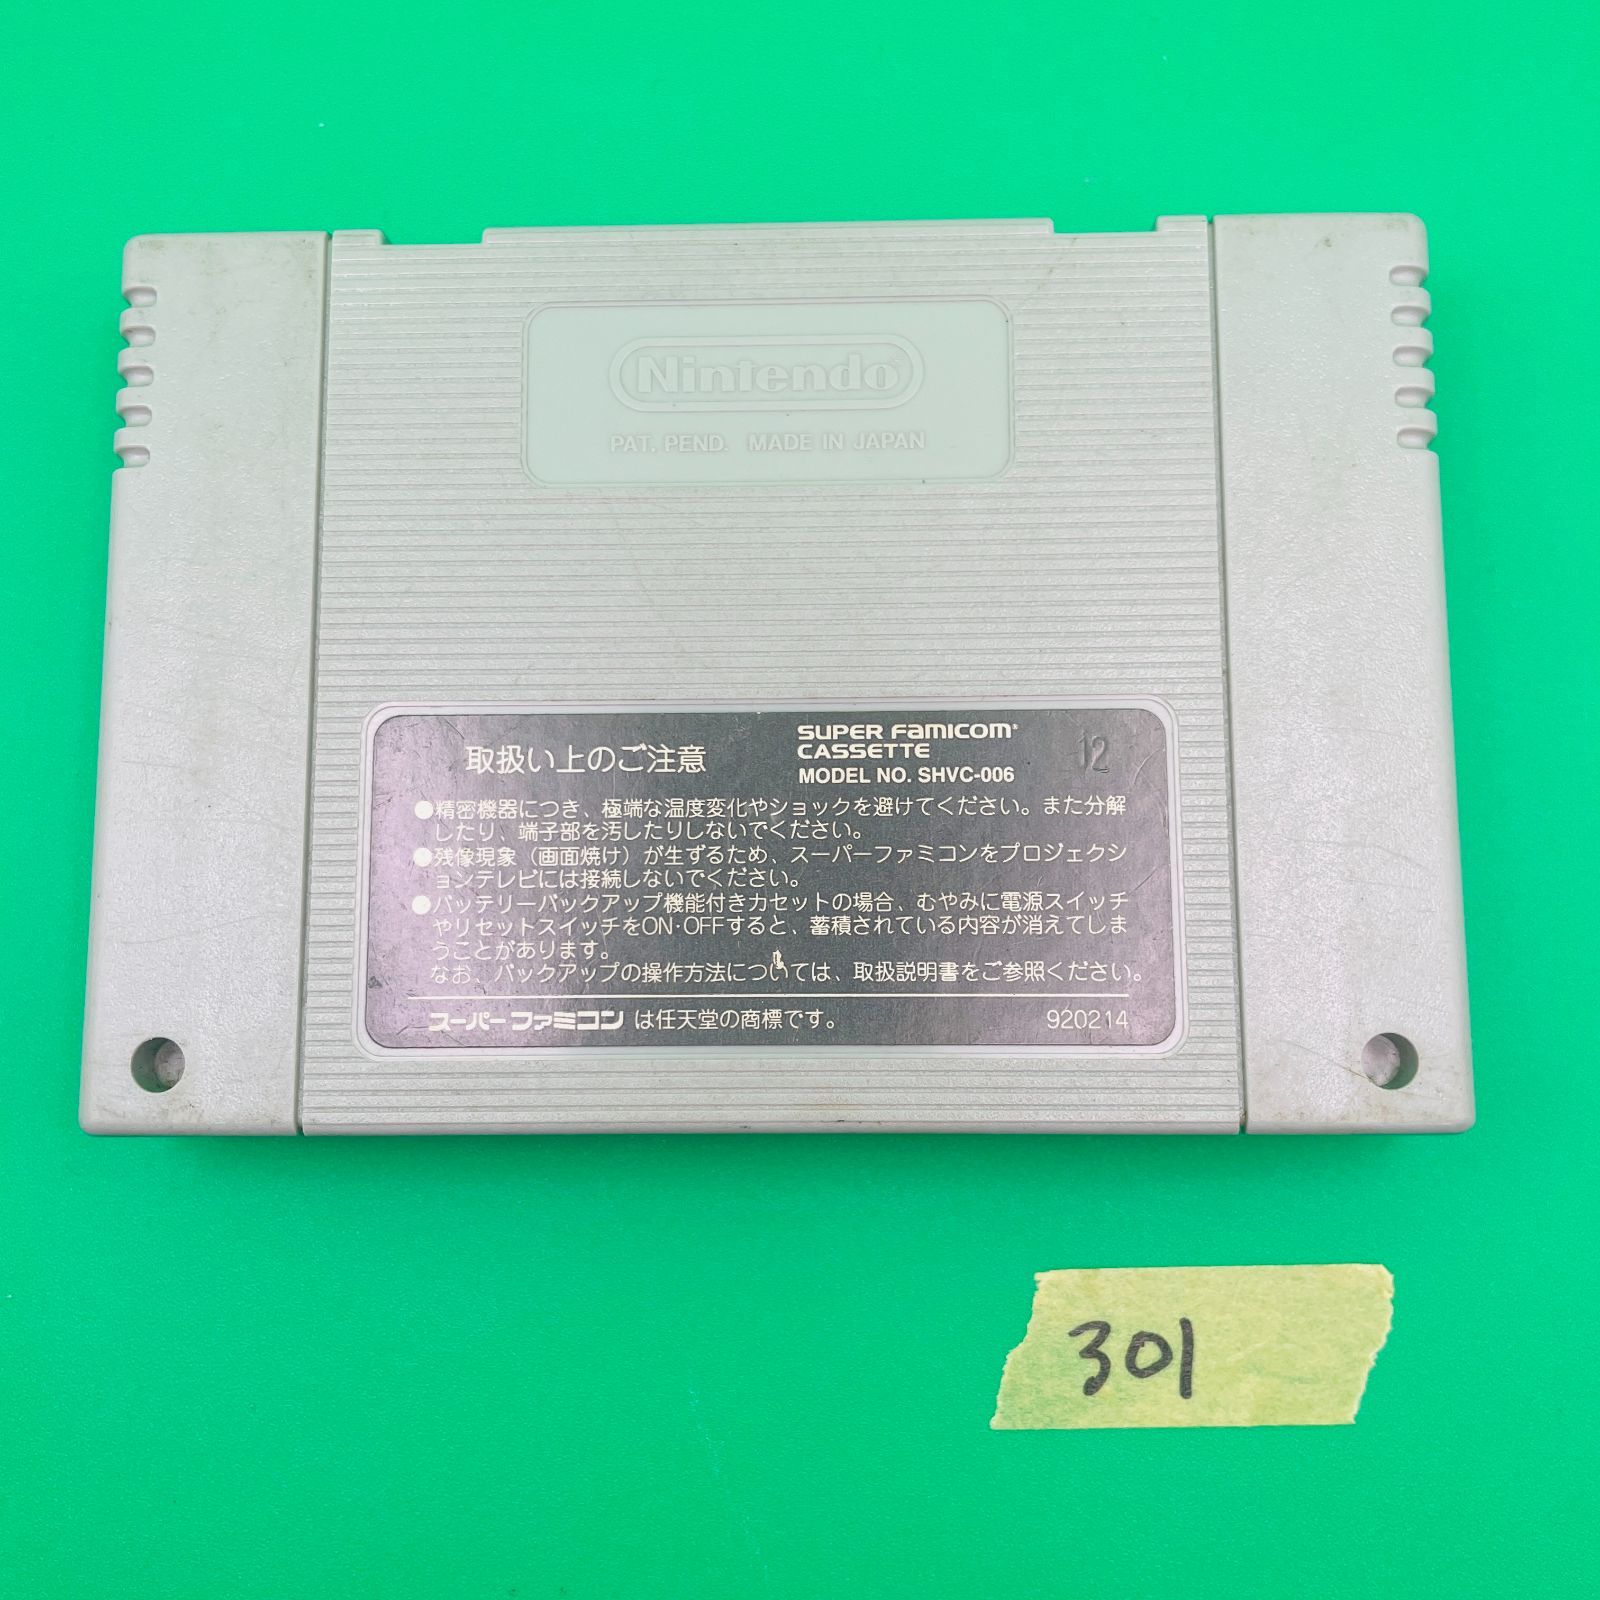 Nintendo
PAT. PEND. MADE IN JAPAN
取扱い上のご注意
SUPER FAMICOM®
CASSETTE
MODEL NO. SHVC-006
12
●精密機器につき、極端な温度変化やショックを避けてください。また分解
したり、端子部を汚したりしないでください。
●残像現象(画面焼け)が生ずるため、スーパーファミコンをプロジェクシ
ョンテレビには接続しないでください。
●バッテリーバックアップ機能付きカセットの場合、むやみに電源スイッチ
やリセットスイッチをON・OFFすると、蓄積されている内容が消えてしま
うことがあります。
なお、バックアップの操作方法については、取扱説明書をご参照ください。
スーパーファミコン は任天堂の商標です。
920214
301